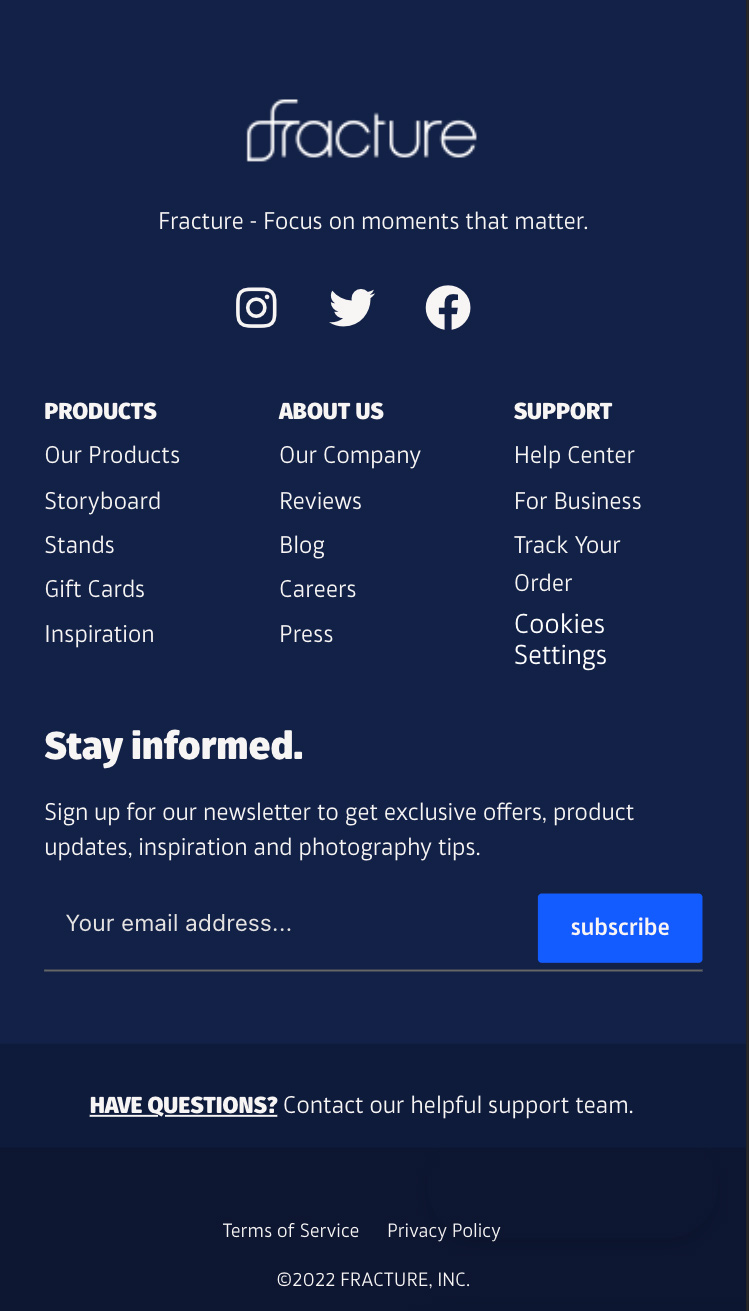 fracture
Fracture - Focus on moments that matter.
PRODUCTS
Our Products
Storyboard
Stands
Gift Cards
Inspiration
ABOUT US
Our Company
Reviews
Blog
Careers
Press
SUPPORT
Help Center
For Business
Track Your
Order
Cookies
Settings
Stay informed.
Sign up for our newsletter to get exclusive offers, product
updates, inspiration and photography tips.
Your email address...
subscribe
HAVE QUESTIONS? Contact our helpful support team.
Terms of Service Privacy Policy
©2022 FRACTURE, INC.